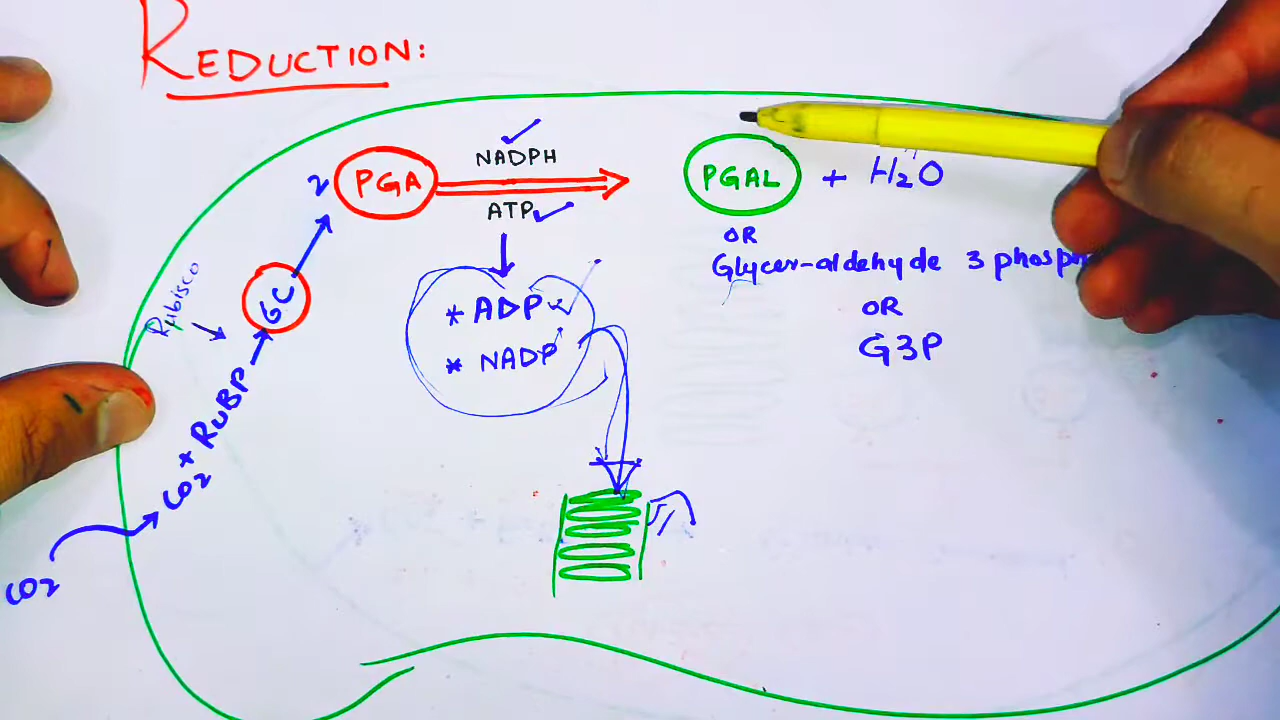 REDUCTION:
2 PGA
NADPH
ATP
PGAL + H2O
OR
Glycer-aldehyde 3 phosph
OR
G3P
* ADP
* NADP
6C
Rubisco
CO2 + RuBP
CO2